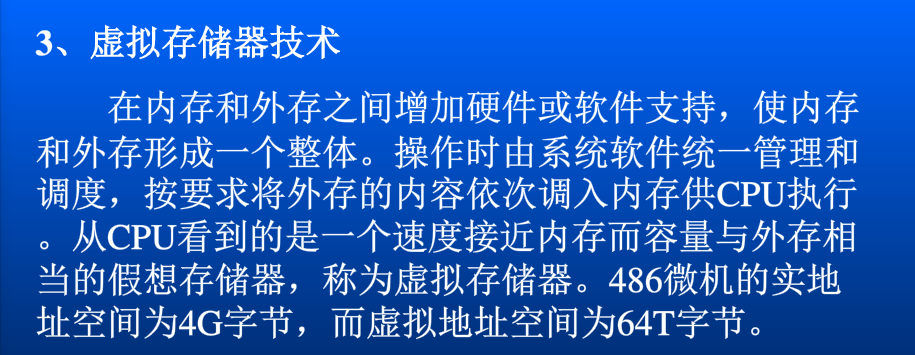 3、虚拟存储器技术
在内存和外存之间增加硬件或软件支持，使内存
和外存形成一个整体。操作时由系统软件统一管理和
调度，按要求将外存的内容依次调入内存供CPU执行
。从CPU看到的是一个速度接近内存而容量与外存相
当的假想存储器，称为虚拟存储器。486微机的实地
址空间为4G字节，而虚拟地址空间为64T字节。